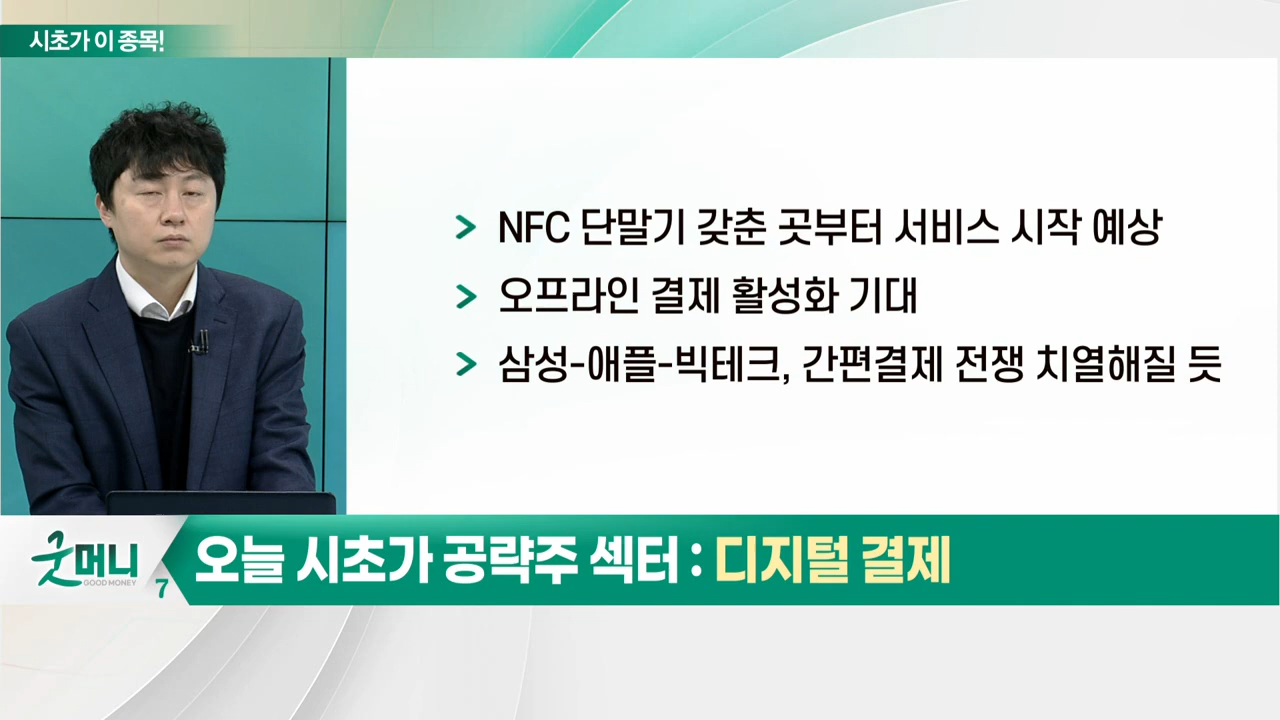 시초가 이 종목!
NFC 단말기 갖춘 곳부터 서비스 시작 예상
오프라인 결제 활성화 기대
삼성-애플-빅테크, 간편결제 전쟁 치열해질 듯
굿머니
GOOD MONEY
7
오늘 시초가 공략주 섹터 : 디지털 결제